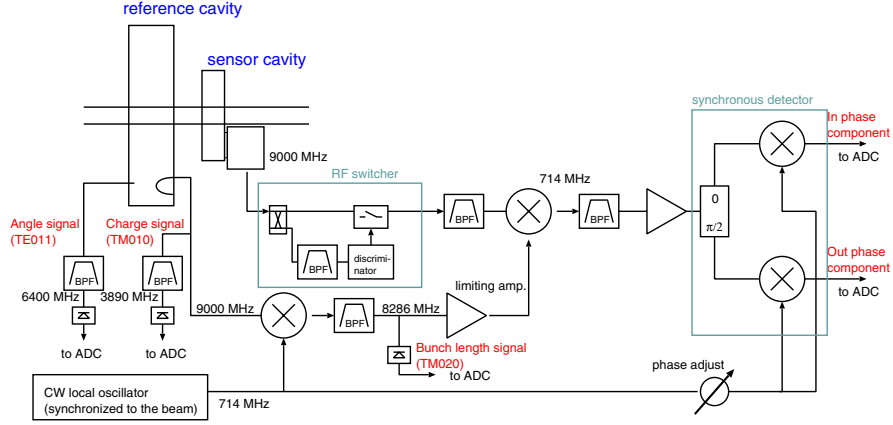 reference cavity
sensor cavity
9000 MHz
RF switcher
BPF
discrimi-
nator
BPF
714 MHz
BPF
synchronous detector
0
π/2
In phase
component
to ADC
Out phase
component
to ADC
Angle signal
(TE011)
Charge signal
(TM010)
BPF
BPF
6400 MHz
3890 MHz
to ADC
to ADC
9000 MHz
BPF
8286 MHz
limiting amp.
Bunch length signal
(TM020)
to ADC
phase adjust
CW local oscillator
(synchronized to the beam)
714 MHz